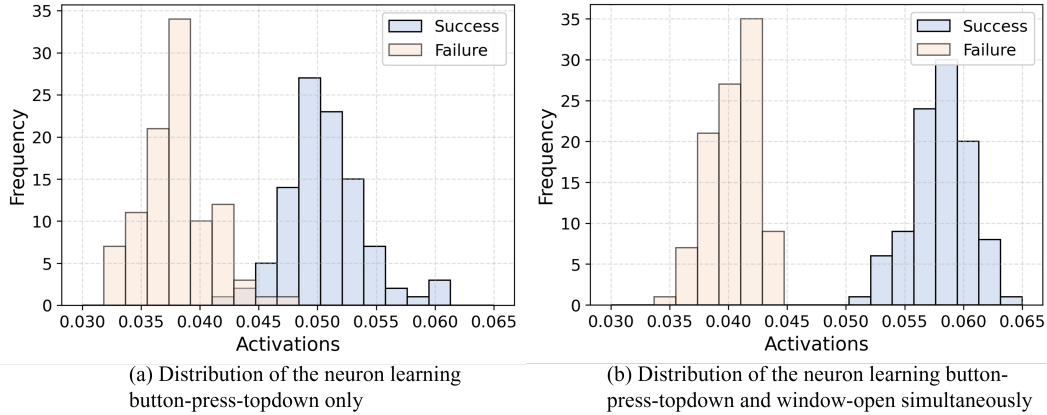 35
30
25
20
15
10
5
0
Frequency
0.030 0.035 0.040 0.045 0.050 0.055 0.060 0.065
Activations
Success
Failure
(a) Distribution of the neuron learning
button-press-topdown only
35
30
25
20
15
10
5
0
Frequency
0.030 0.035 0.040 0.045 0.050 0.055 0.060 0.065
Activations
Success
Failure
(b) Distribution of the neuron learning button-
press-topdown and window-open simultaneously